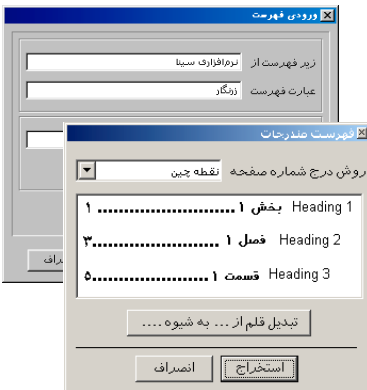 ورودی فهرست
زیر فهرست از نرم‌افزاری سینا
عبارت فهرست زرنگار
فهرست مندرجات
روش درج شماره صفحه نقطه چین
Heading 1 بخش ۱ ........................ ۱
Heading 2 فصل ۱ ....................۳
Heading 3 قسمت ۱ ....................۵
تبدیل قلم از ... به شیوه ....
استخراج انصراف